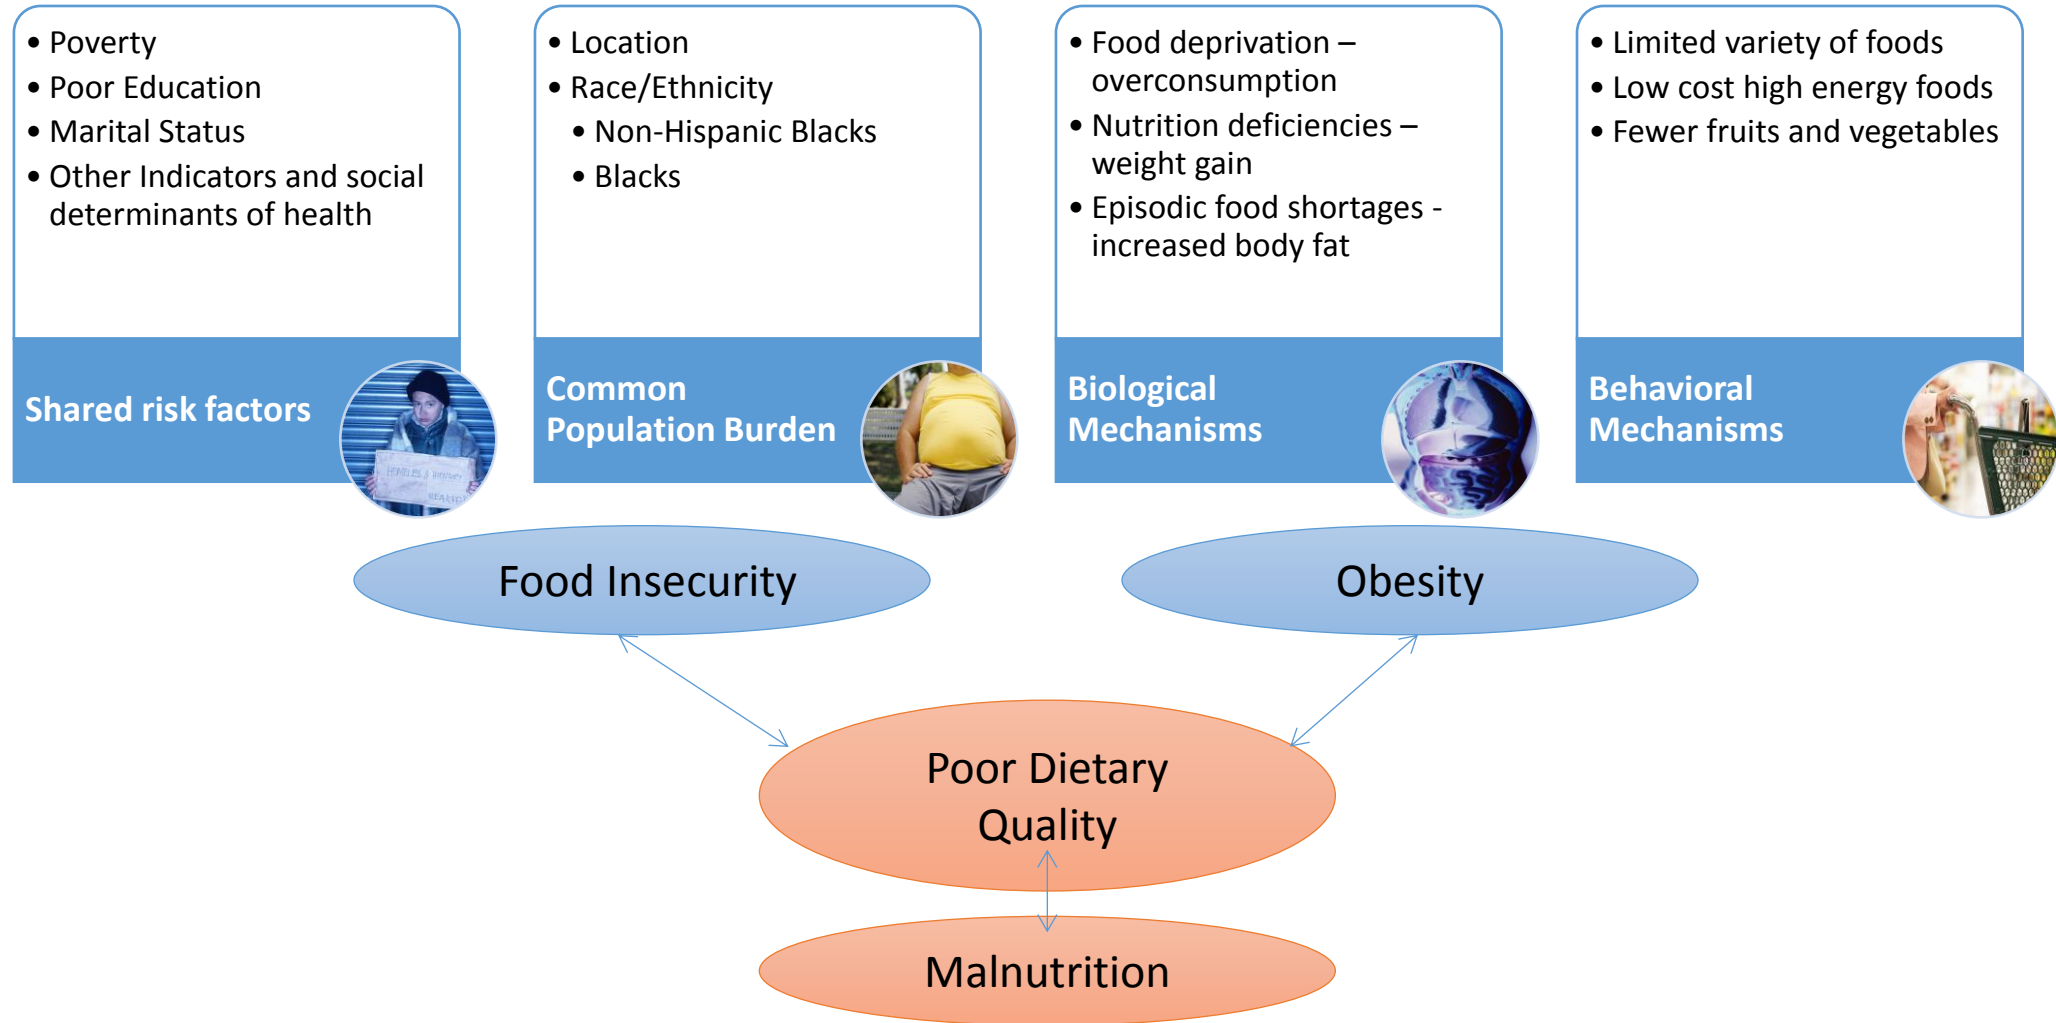 • Poverty
• Poor Education
• Marital Status
• Other Indicators and social
determinants of health
Shared risk factors
• Location
• Race/Ethnicity
• Non-Hispanic Blacks
• Blacks
Common
Population Burden
• Food deprivation –
overconsumption
• Nutrition deficiencies –
weight gain
• Episodic food shortages -
increased body fat
Biological
Mechanisms
• Limited variety of foods
• Low cost high energy foods
• Fewer fruits and vegetables
Behavioral
Mechanisms
Food Insecurity
Obesity
Poor Dietary
Quality
Malnutrition